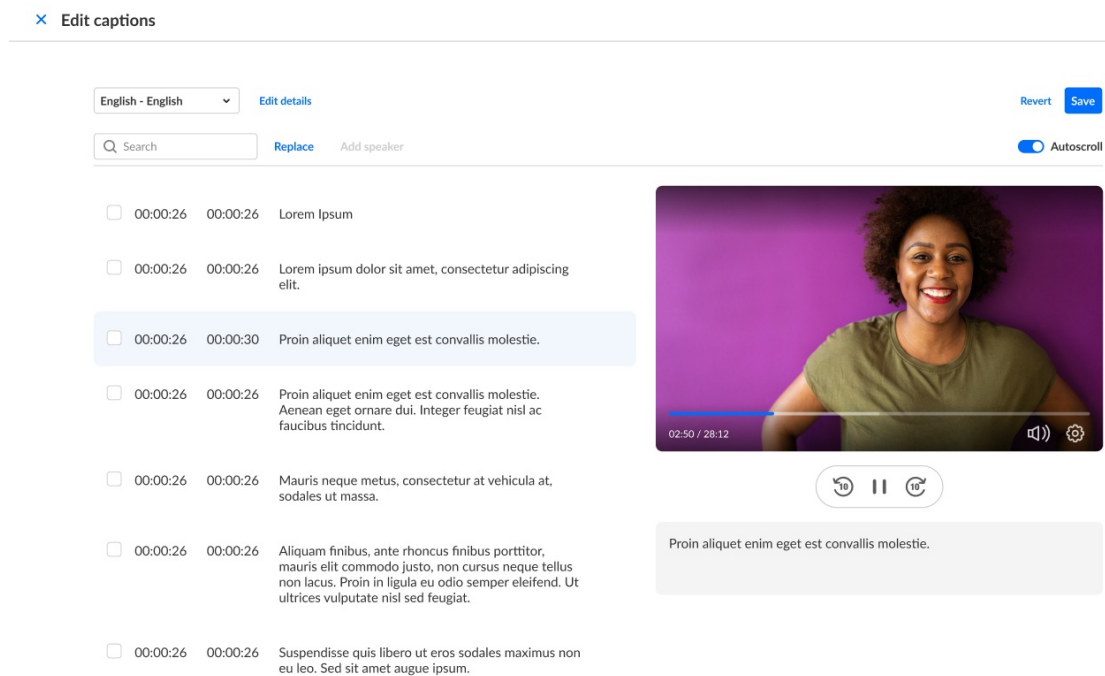 Edit captions
English - English
Edit details
Revert
Save
Search
Replace
Add speaker
Autoscroll
00:00:26 00:00:26 Lorem Ipsum
00:00:26 00:00:26 Lorem ipsum dolor sit amet, consectetur adipiscing
elit.
00:00:26 00:00:30 Proin aliquet enim eget est convallis molestie.
00:00:26 00:00:26 Proin aliquet enim eget est convallis molestie.
Aenean eget ornare dui. Integer feugiat nisl ac
faucibus tincidunt.
00:00:26 00:00:26 Mauris neque metus, consectetur at vehicula at,
sodales ut massa.
00:00:26 00:00:26 Aliquam finibus, ante rhoncus finibus porttitor,
mauris elit commodo justo, non cursus neque tellus
non lacus. Proin in ligula eu odio semper eleifend. Ut
ultrices vulputate nisl sed feugiat.
00:00:26 00:00:26 Suspendisse quis libero ut eros sodales maximus non
eu leo. Sed sit amet augue ipsum.
02:50 / 28:12
10
10
Proin aliquet enim eget est convallis molestie.